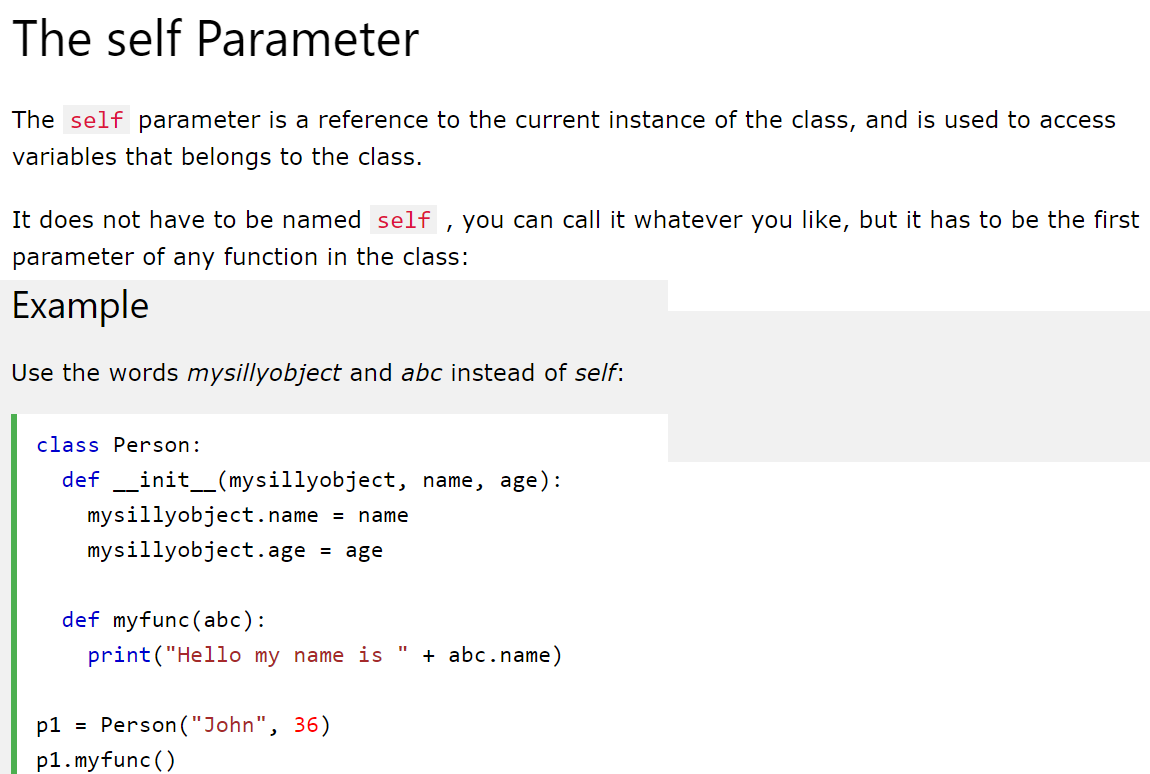 The self Parameter
The self parameter is a reference to the current instance of the class, and is used to access
variables that belongs to the class.
It does not have to be named self , you can call it whatever you like, but it has to be the first
parameter of any function in the class:
Example
Use the words mysillyobject and abc instead of self:
class Person:
  def __init__(mysillyobject, name, age):
    mysillyobject.name = name
    mysillyobject.age = age
  def myfunc(abc):
    print("Hello my name is " + abc.name)
p1 = Person("John", 36)
p1.myfunc()